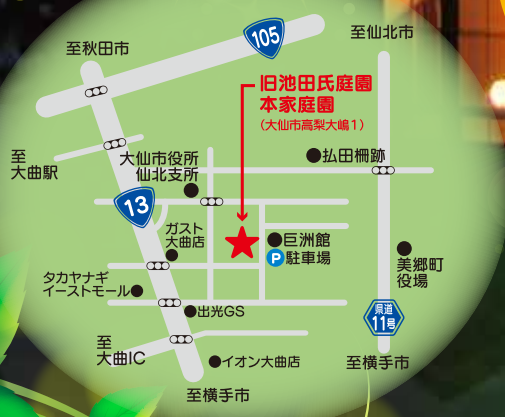 105
至秋田市
至仙北市
旧池田氏庭園
本家庭園
（大仙市高梨大嶋1）
至
大曲駅
大仙市役所
仙北支所
払田柵跡
13
ガスト
大曲店
巨洲館
P駐車場
美郷町
役場
タカヤナギ
イーストモール
出光GS
県道
11号
至
大曲IC
イオン大曲店
至横手市
至横手市